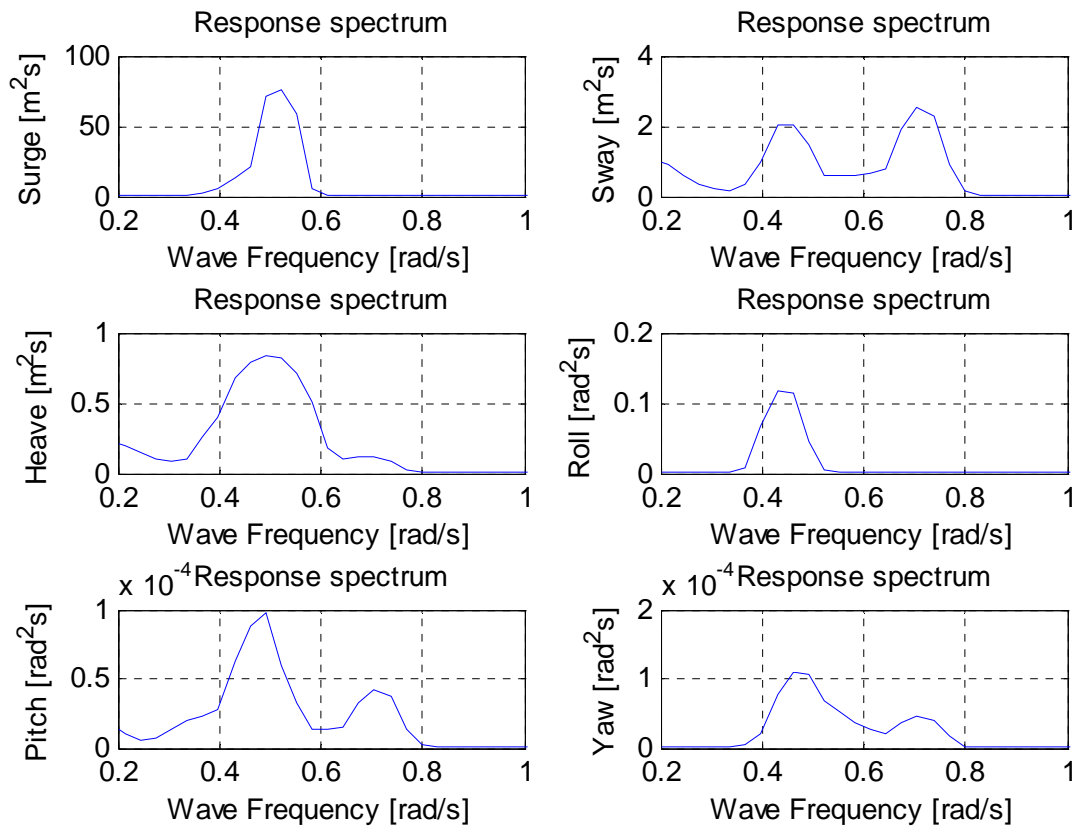 Response spectrum
100
50
0
Surge [m²s]
0.2 0.4 0.6 0.8 1
Wave Frequency [rad/s]
Response spectrum
4
2
0
Sway [m²s]
0.2 0.4 0.6 0.8 1
Wave Frequency [rad/s]
Response spectrum
1
0.5
0
Heave [m²s]
0.2 0.4 0.6 0.8 1
Wave Frequency [rad/s]
Response spectrum
0.2
0.1
0
Roll [rad²s]
0.2 0.4 0.6 0.8 1
Wave Frequency [rad/s]
x 10⁻⁴ Response spectrum
1
0.5
0
Pitch [rad²s]
0.2 0.4 0.6 0.8 1
Wave Frequency [rad/s]
x 10⁻⁴ Response spectrum
2
1
0
Yaw [rad²s]
0.2 0.4 0.6 0.8 1
Wave Frequency [rad/s]